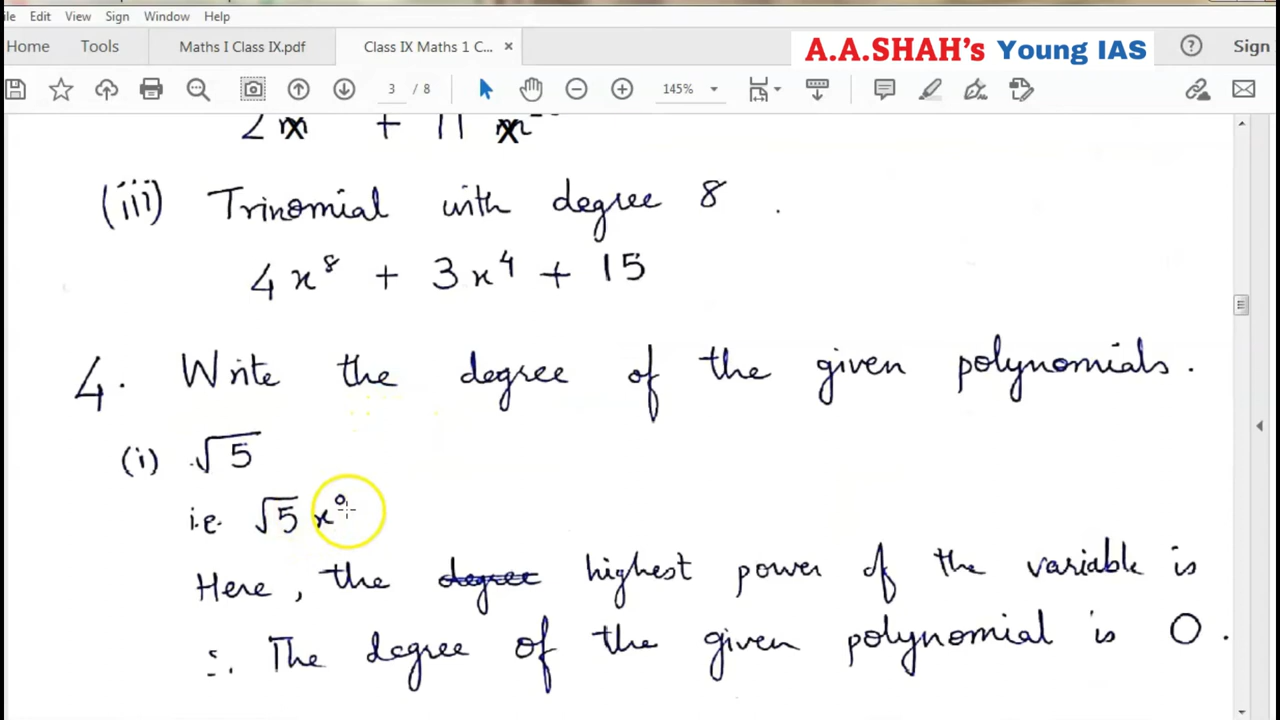 ile Edit View Sign Window Help
Home Tools Maths I Class IX.pdf Class IX Maths 1 C... × A.A.SHAH's Young IAS Sign
3 / 8 145%
2x + 11 x
(iii) Trinomial with degree 8 .
4x⁸ + 3x⁴ + 15
4. Write the degree of the given polynomials.
(i) √5
i.e. √5 x⁰
Here, the degree highest power of the variable is
∴ The degree of the given polynomial is 0.